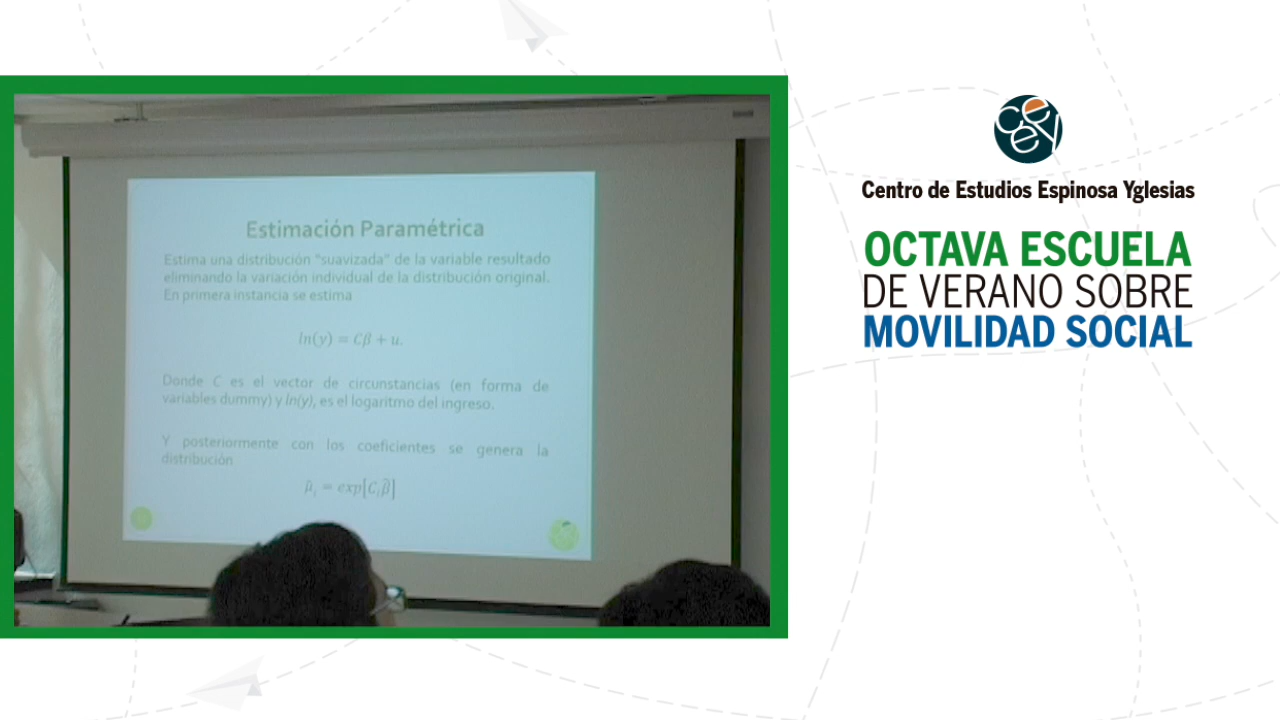 Estimación Paramétrica
Estima una distribución "suavizada" de la variable resultado
eliminando la variación individual de la distribución original.
En primera instancia se estima
ln(y) = Cβ + u.
Donde C es el vector de circunstancias (en forma de
variables dummy) y ln(y), es el logaritmo del ingreso.
Y posteriormente con los coeficientes se genera la
distribución
μ̂ᵢ = exp[Cᵢβ̂]
ceey
Centro de Estudios Espinosa Yglesias
OCTAVA ESCUELA
DE VERANO SOBRE
MOVILIDAD SOCIAL